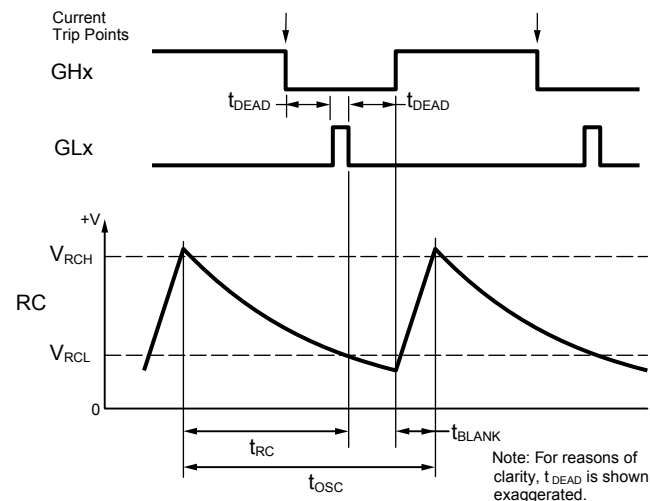 Current
Trip Points
GHx
tDEAD
tDEAD
GLx
+V
VRCH
RC
VRCL
0
tRC
tBLANK
tOSC
Note: For reasons of
clarity, tDEAD is shown
exaggerated.